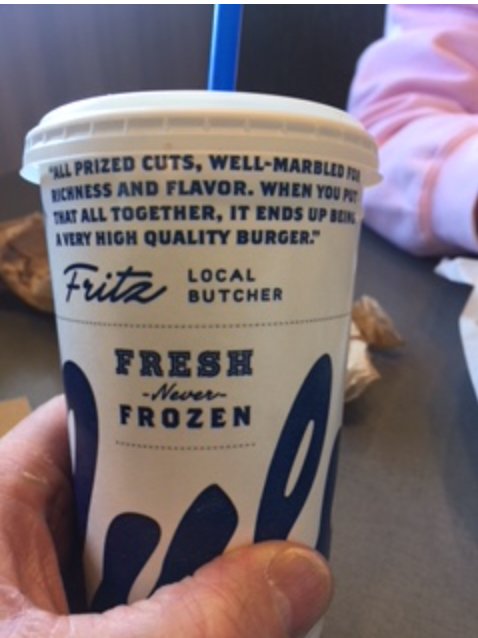 "ALL PRIZED CUTS, WELL-MARBLED FOR
RICHNESS AND FLAVOR. WHEN YOU PUT
THAT ALL TOGETHER, IT ENDS UP BEING
A VERY HIGH QUALITY BURGER."
Fritz LOCAL
BUTCHER
FRESH
-Never-
FROZEN